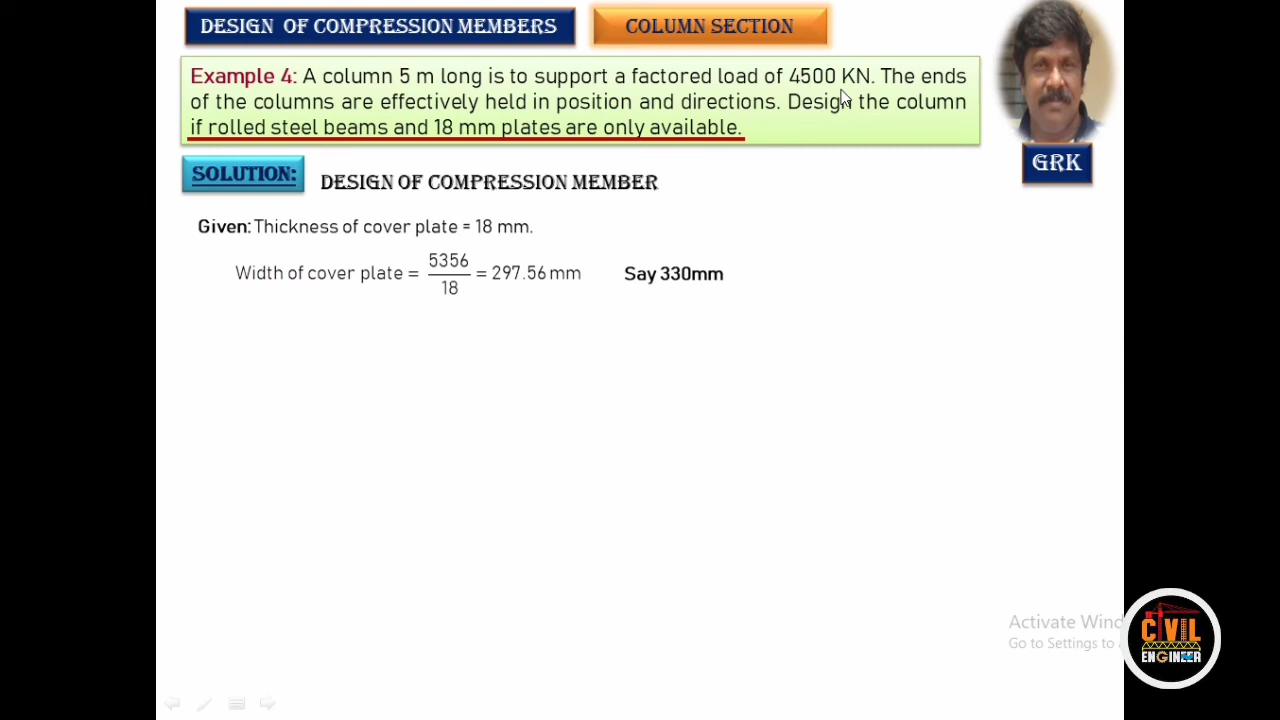 DESIGN OF COMPRESSION MEMBERS
COLUMN SECTION
Example 4: A column 5 m long is to support a factored load of 4500 KN. The ends
of the columns are effectively held in position and directions. Design the column
if rolled steel beams and 18 mm plates are only available.
GRK
SOLUTION:
DESIGN OF COMPRESSION MEMBER
Given: Thickness of cover plate = 18 mm.
Width of cover plate = 5356/18 = 297.56 mm Say 330mm
Activate Wind
Go to Settings to
CIVIL
ENGINEER